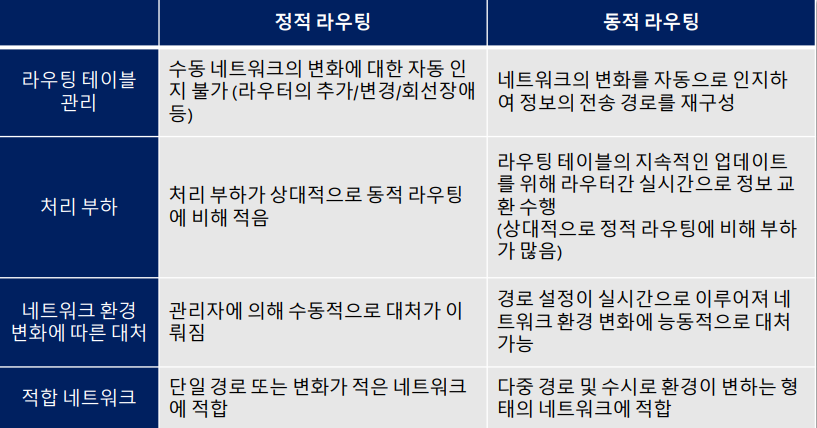 정적 라우팅
동적 라우팅
라우팅 테이블
관리
수동 네트워크의 변화에 대한 자동 인
지 불가 (라우터의 추가/변경/회선장애
등)
네트워크의 변화를 자동으로 인지하
여 정보의 전송 경로를 재구성
처리 부하
처리 부하가 상대적으로 동적 라우팅
에 비해 적음
라우팅 테이블의 지속적인 업데이트
를 위해 라우터간 실시간으로 정보 교
환 수행
(상대적으로 정적 라우팅에 비해 부하
가 많음)
네트워크 환경
변화에 따른 대처
관리자에 의해 수동적으로 대처가 이
뤄짐
경로 설정이 실시간으로 이루어져 네
트워크 환경 변화에 능동적으로 대처
가능
적합 네트워크
단일 경로 또는 변화가 적은 네트워크
에 적합
다중 경로 및 수시로 환경이 변하는 형
태의 네트워크에 적합